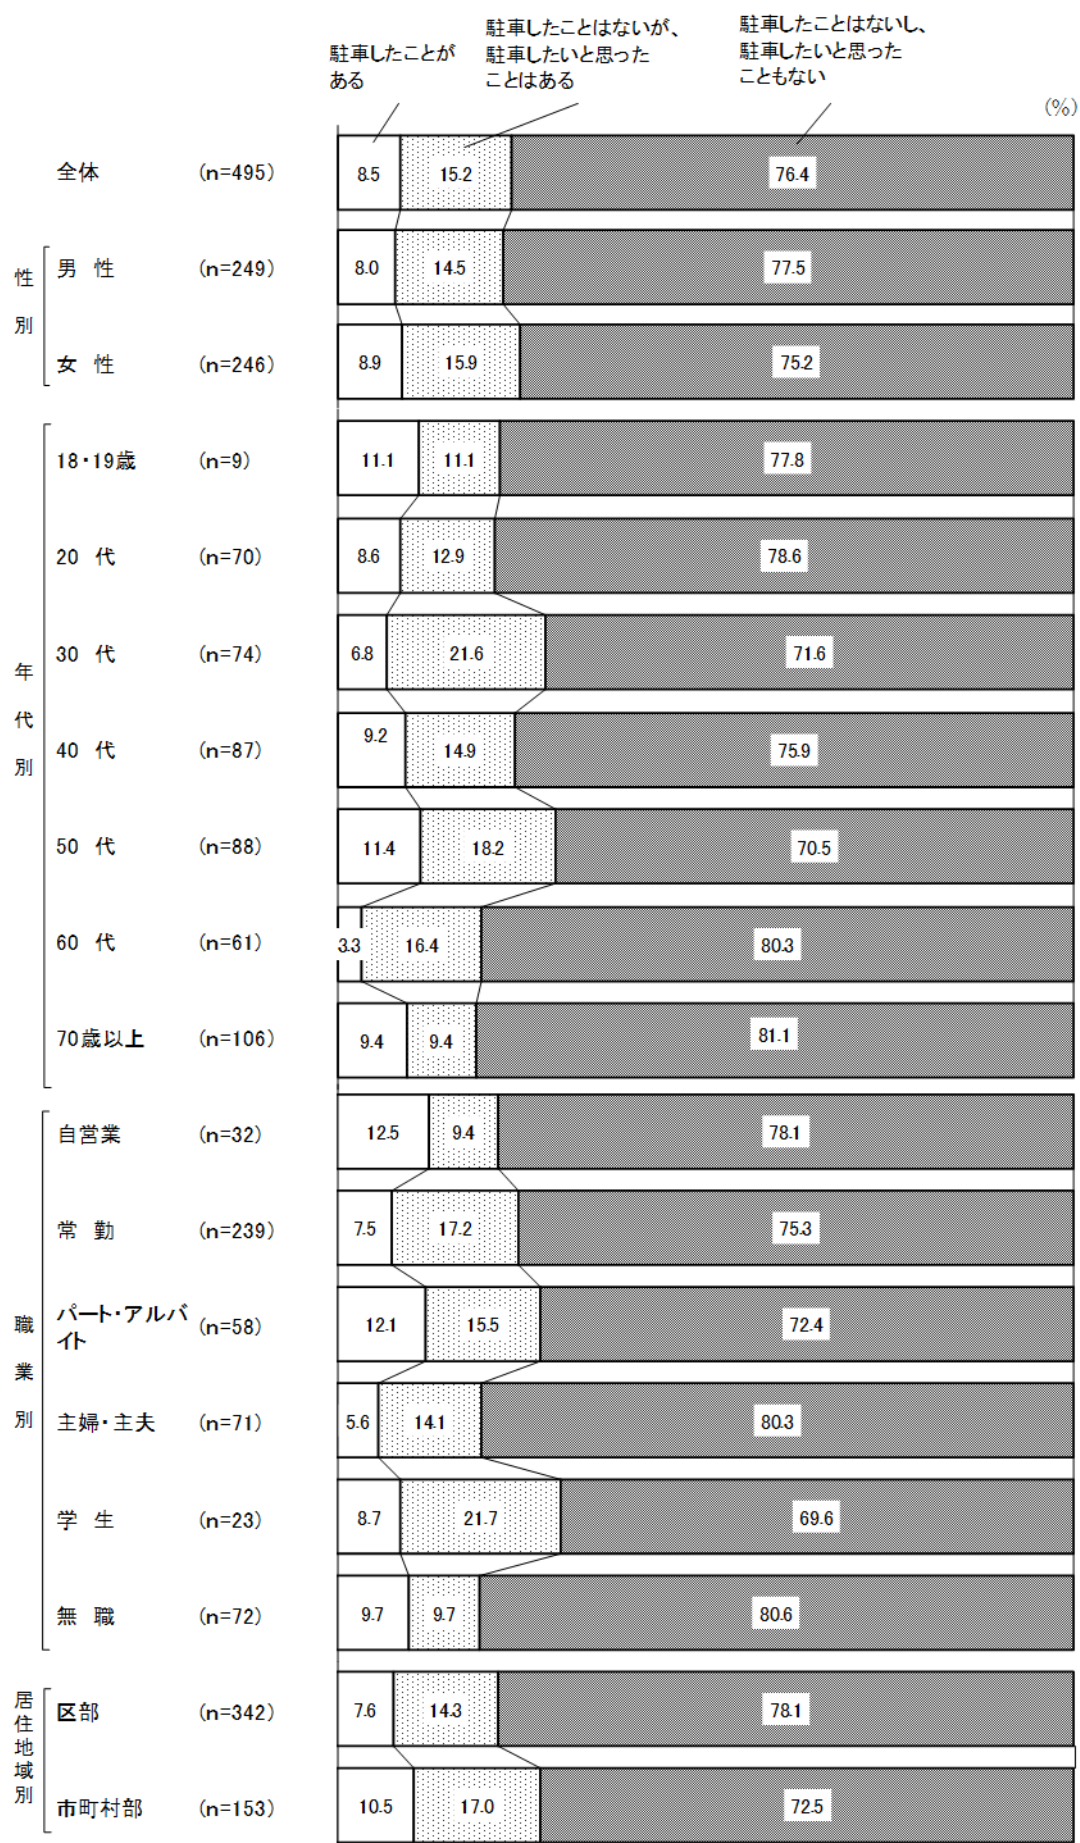 駐車したことが
ある
駐車したことはないが、
駐車したいと思った
ことはある
駐車したことはないし、
駐車したいと思った
こともない
(%)
全体 (n=495) 8.5 15.2 76.4
性別
男 性 (n=249) 8.0 14.5 77.5
女 性 (n=246) 8.9 15.9 75.2
年代別
18・19歳 (n=9) 11.1 11.1 77.8
20 代 (n=70) 8.6 12.9 78.6
30 代 (n=74) 6.8 21.6 71.6
40 代 (n=87) 9.2 14.9 75.9
50 代 (n=88) 11.4 18.2 70.5
60 代 (n=61) 3.3 16.4 80.3
70歳以上 (n=106) 9.4 9.4 81.1
職業別
自営業 (n=32) 12.5 9.4 78.1
常 勤 (n=239) 7.5 17.2 75.3
パート・アルバ
イト (n=58) 12.1 15.5 72.4
主婦・主夫 (n=71) 5.6 14.1 80.3
学 生 (n=23) 8.7 21.7 69.6
無 職 (n=72) 9.7 9.7 80.6
居住地域別
区部 (n=342) 7.6 14.3 78.1
市町村部 (n=153) 10.5 17.0 72.5